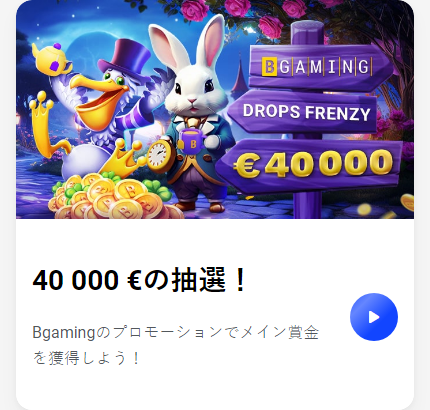 BGAMING
DROPS FRENZY
€40000
40 000 €の抽選！
Bgamingのプロモーションでメイン賞金
を獲得しよう！